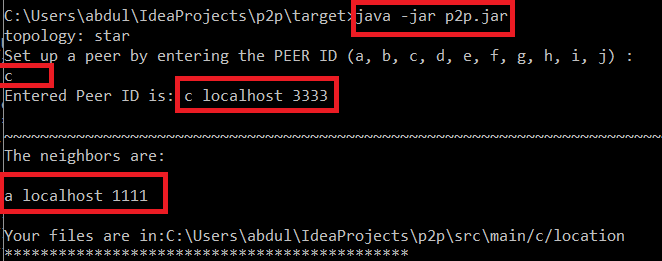 C:\Users\abdul\IdeaProjects\p2p\target>java -jar p2p.jar
topology: star
Set up a peer by entering the PEER ID (a, b, c, d, e, f, g, h, i, j) :
c
Entered Peer ID is: c localhost 3333
~~~~~~~~~~~~~~~~~~~~~~~~~~~~~~~~~~~~~~~~~~~~~~~~~~~~~~~~~~~~~~~~~~~~~~~~~
The neighbors are:
a localhost 1111
Your files are in:C:\Users\abdul\IdeaProjects\p2p\src\main/c/location
*********************************************